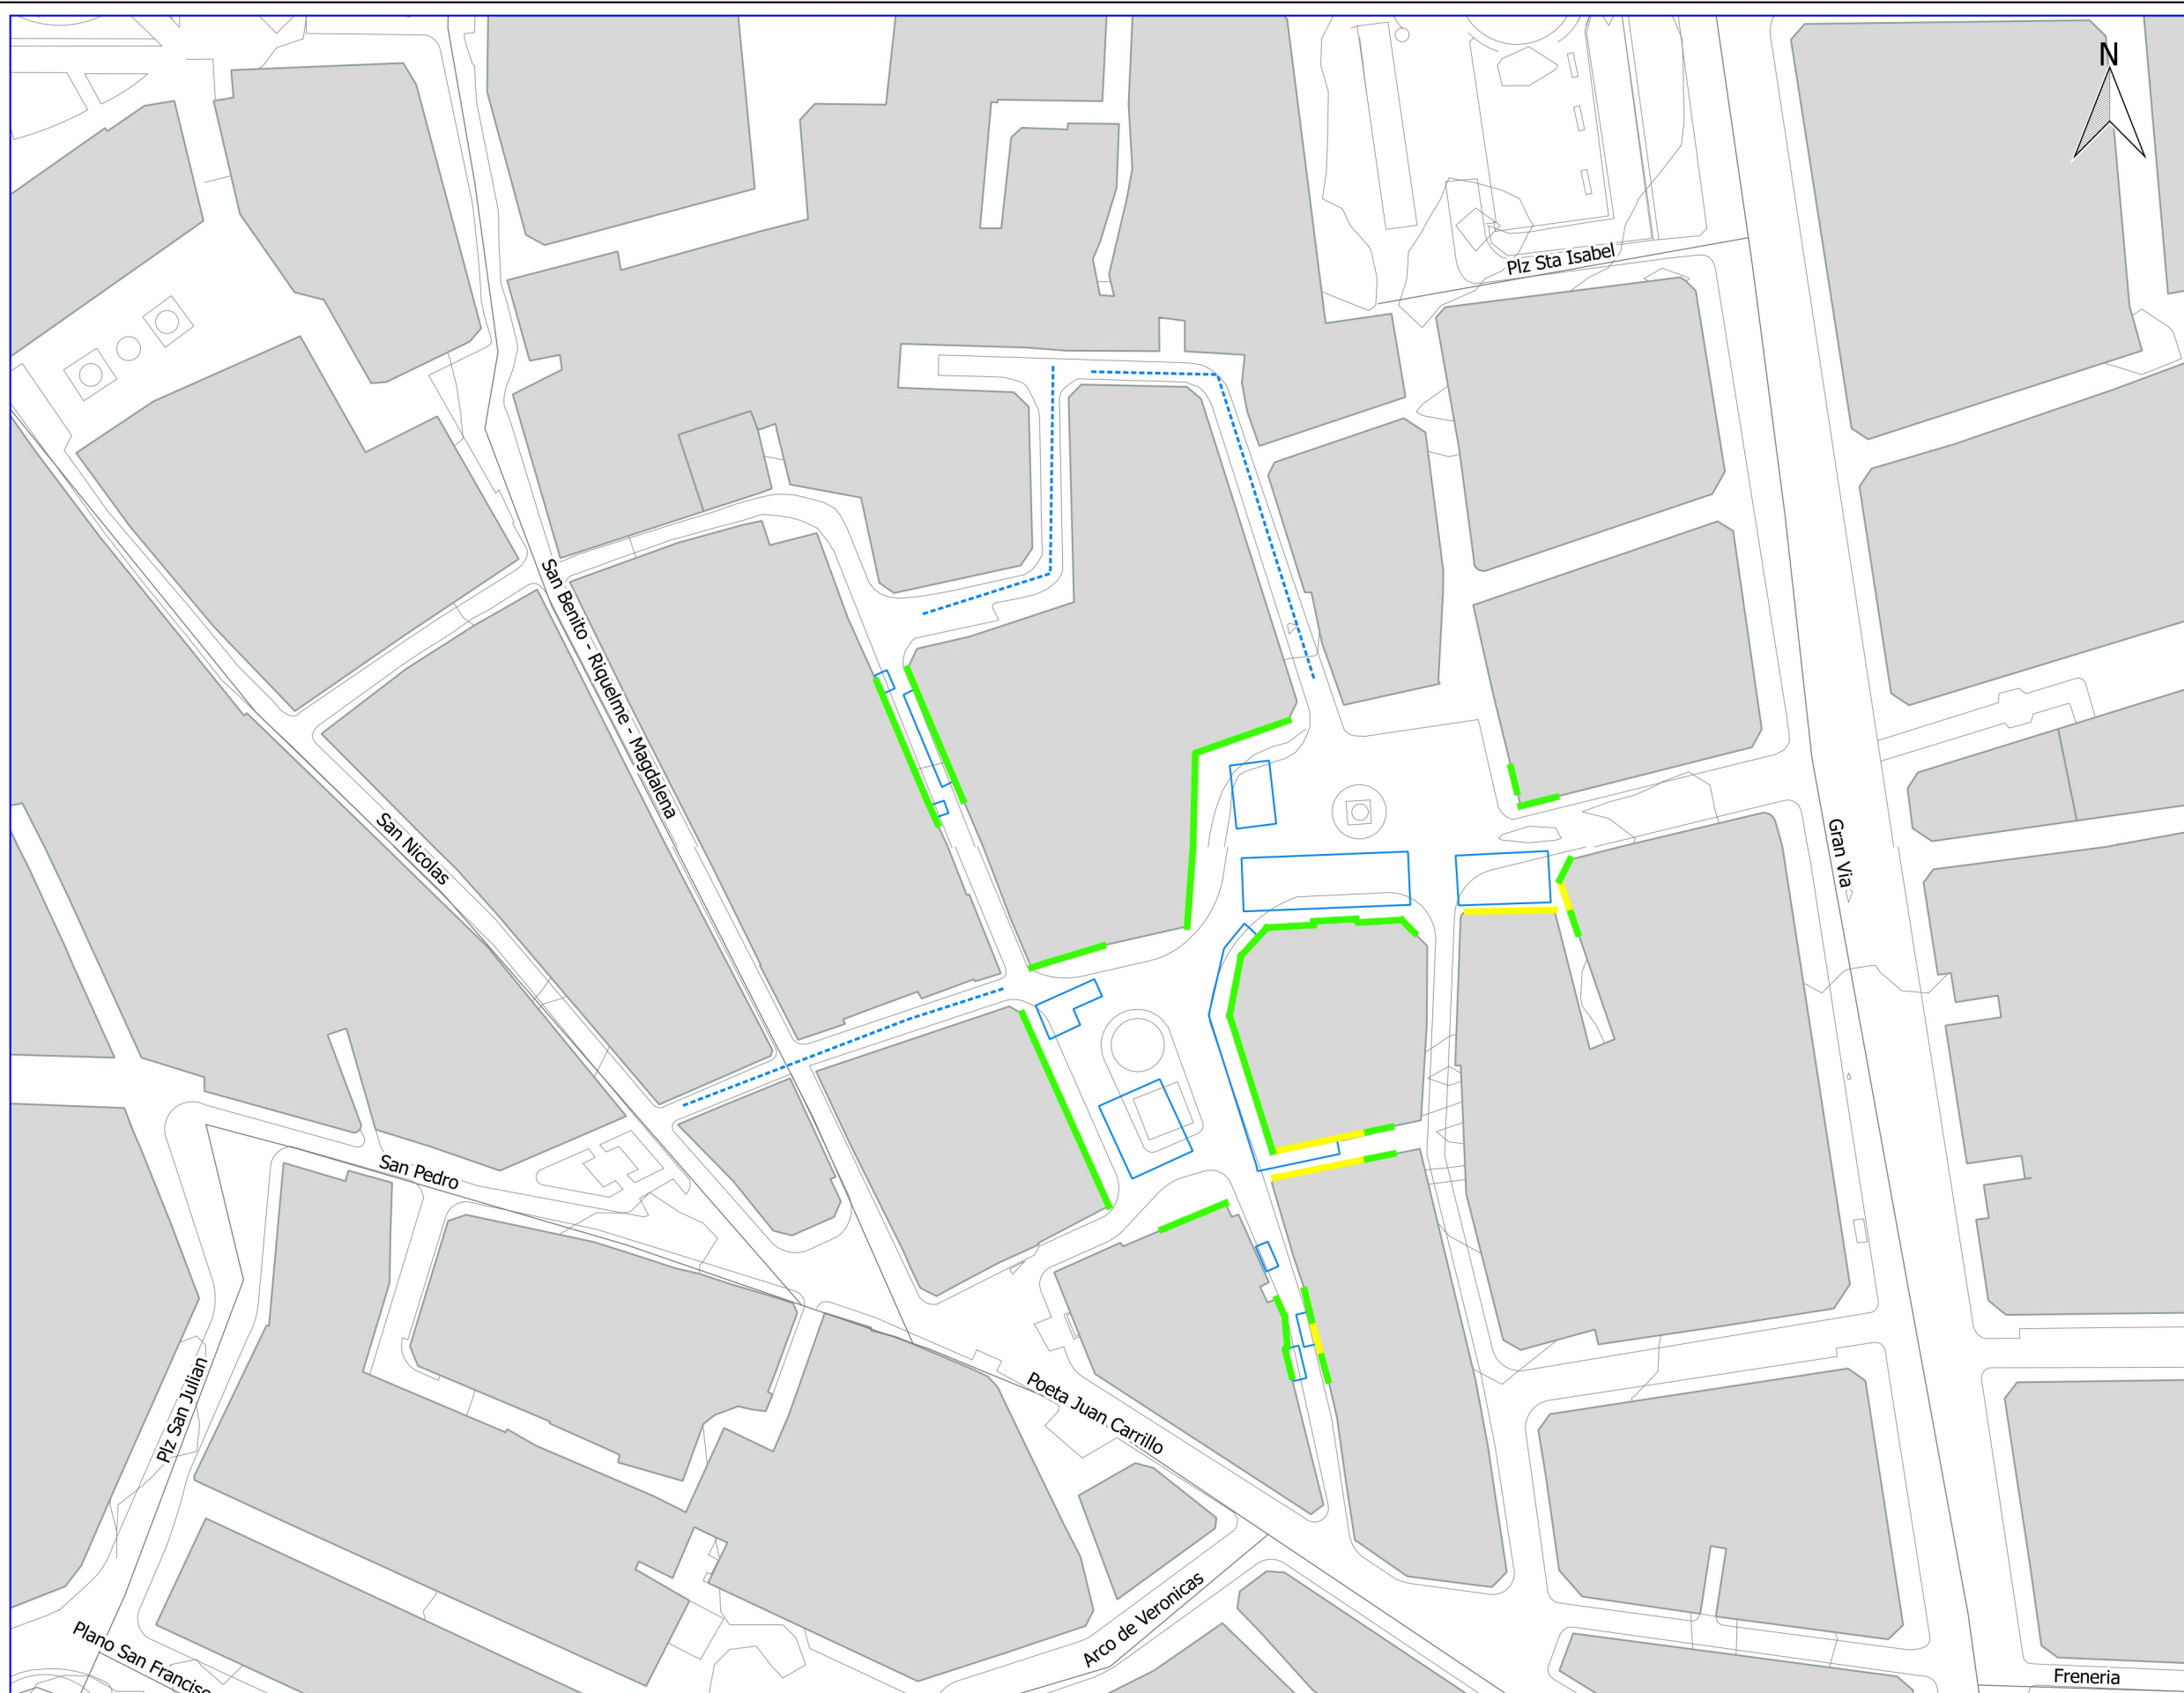 N
Plz Sta Isabel
San Benito - Riquelme - Magdalena
San Nicolas
Gran Via
San Pedro
Plz San Julian
Poeta Juan Carrillo
Arco de Veronicas
Plano San Francisc
Freneria